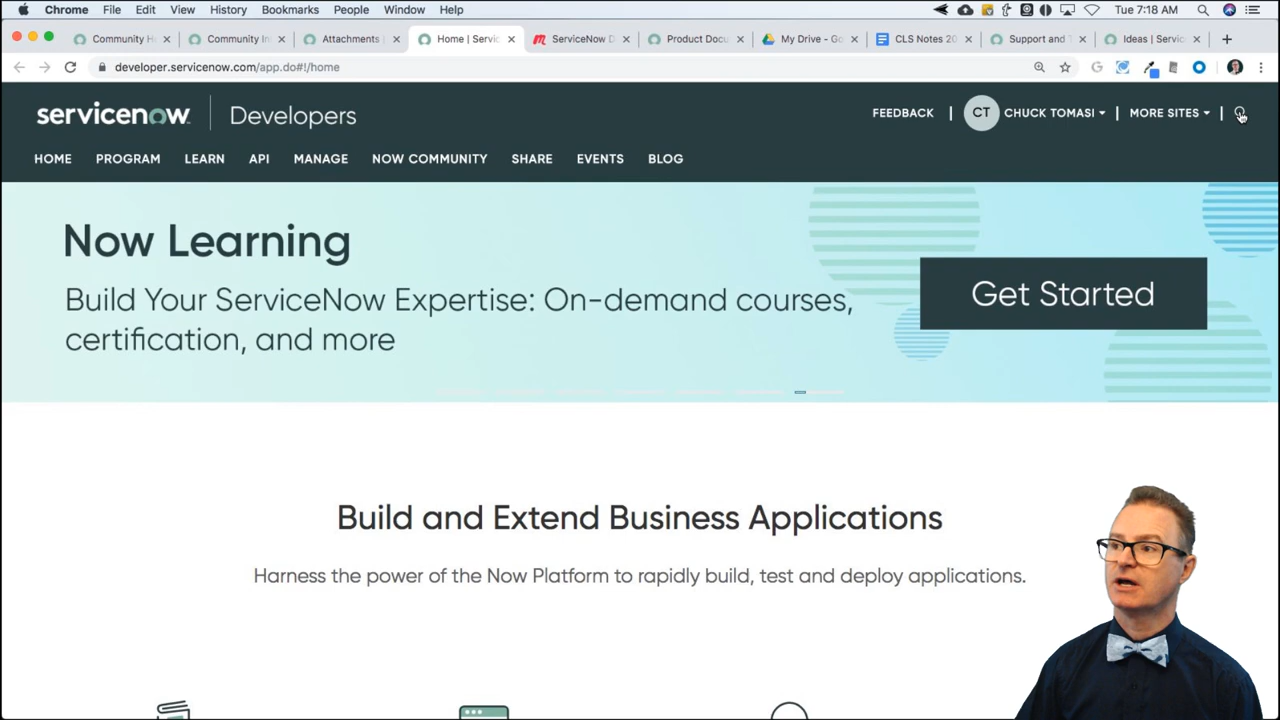 Chrome File Edit View History Bookmarks People Window Help
Tue 7:18 AM
Community H
Community In
Attachments |
Home | Servic
ServiceNow D
Product Docu
My Drive - Go
CLS Notes 20
Support and T
Ideas | Service
developer.servicenow.com/app.do#!/home
servicenow Developers
FEEDBACK | CT CHUCK TOMASI | MORE SITES |
HOME PROGRAM LEARN API MANAGE NOW COMMUNITY SHARE EVENTS BLOG
Now Learning
Build Your ServiceNow Expertise: On-demand courses,
certification, and more
Get Started
Build and Extend Business Applications
Harness the power of the Now Platform to rapidly build, test and deploy applications.